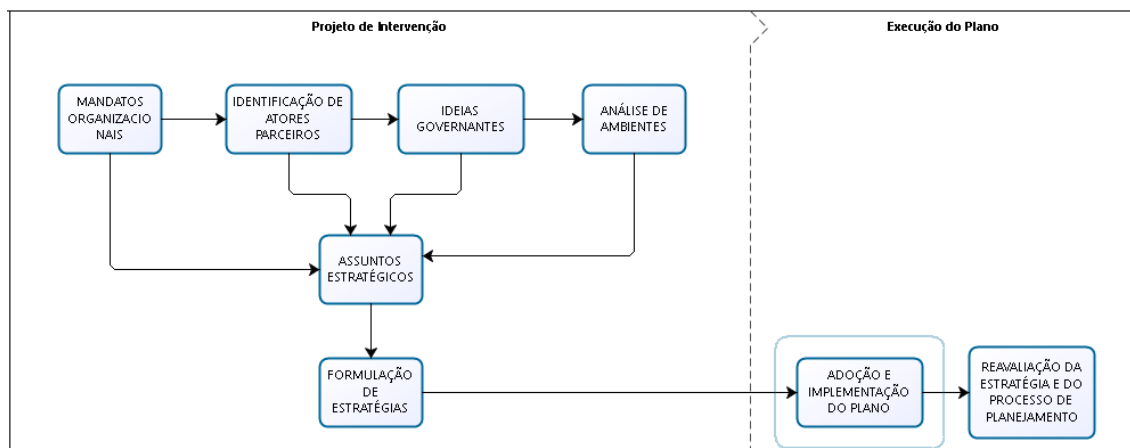 Projeto de Intervenção
Execução do Plano
MANDATOS
ORGANIZACIO
NAIS
IDENTIFICAÇÃO DE
ATORES
PARCEIROS
IDEIAS
GOVERNANTES
ANÁLISE DE
AMBIENTES
ASSUNTOS
ESTRATÉGICOS
FORMULAÇÃO
DE
ESTRATÉGIAS
ADOÇÃO E
IMPLEMENTAÇÃO
DO PLANO
REAVALIAÇÃO DA
ESTRATÉGIA E DO
PROCESSO DE
PLANEJAMENTO